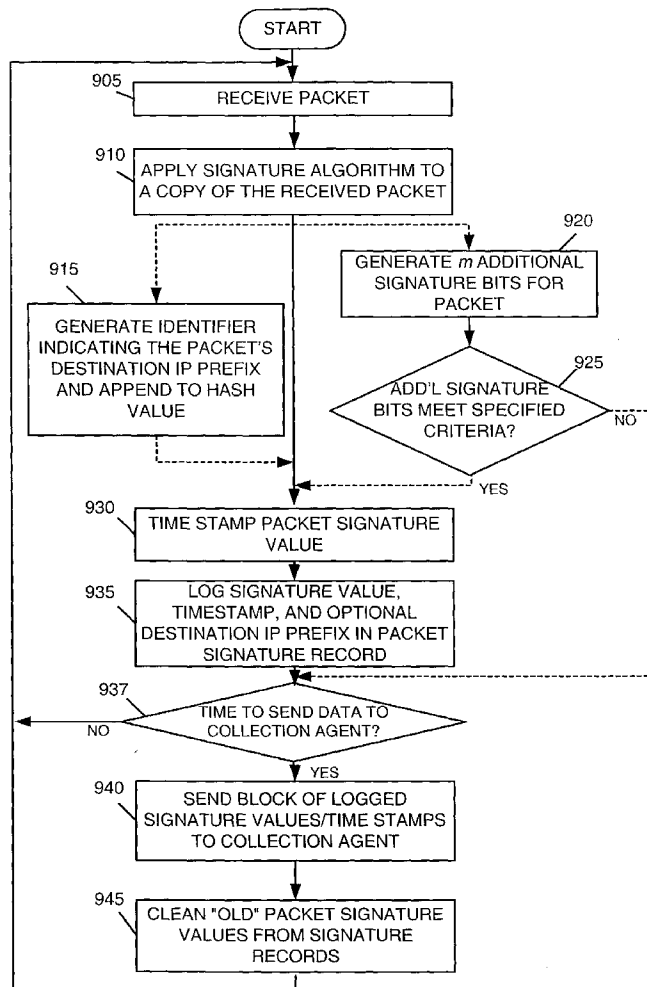 START
905
RECEIVE PACKET
910
APPLY SIGNATURE ALGORITHM TO
A COPY OF THE RECEIVED PACKET
920
GENERATE m ADDITIONAL
SIGNATURE BITS FOR
PACKET
915
GENERATE IDENTIFIER
INDICATING THE PACKET'S
DESTINATION IP PREFIX
AND APPEND TO HASH
VALUE
925
ADD'L SIGNATURE
BITS MEET SPECIFIED
CRITERIA?
NO
YES
930
TIME STAMP PACKET SIGNATURE
VALUE
935
LOG SIGNATURE VALUE,
TIMESTAMP, AND OPTIONAL
DESTINATION IP PREFIX IN PACKET
SIGNATURE RECORD
937
TIME TO SEND DATA TO
COLLECTION AGENT?
NO
YES
940
SEND BLOCK OF LOGGED
SIGNATURE VALUES/TIME STAMPS
TO COLLECTION AGENT
945
CLEAN "OLD" PACKET SIGNATURE
VALUES FROM SIGNATURE
RECORDS